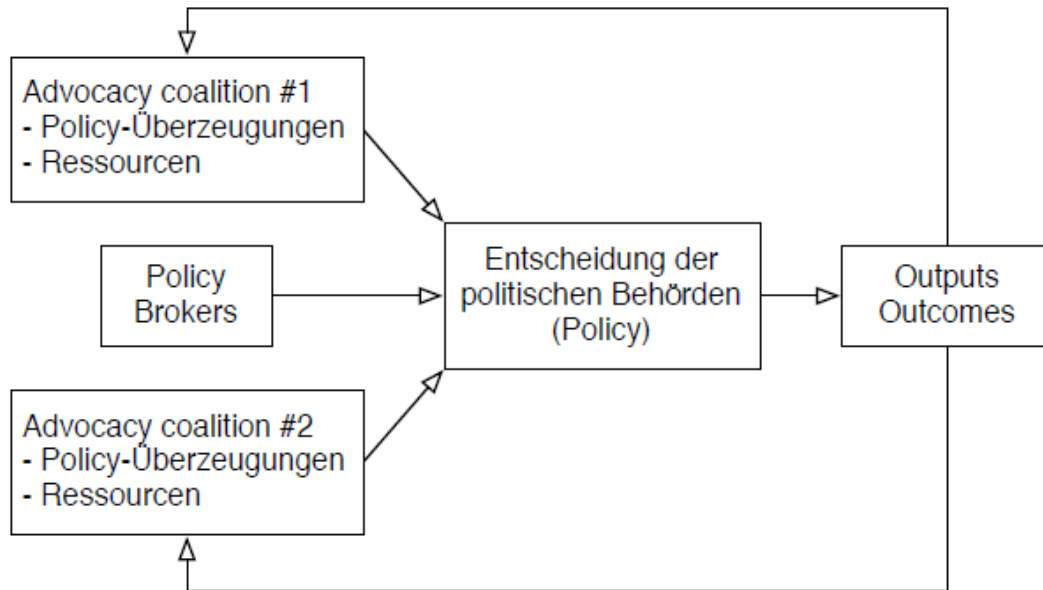 Advocacy coalition #1
- Policy-Überzeugungen
- Ressourcen
Policy
Brokers
Entscheidung der
politischen Behörden
(Policy)
Outputs
Outcomes
Advocacy coalition #2
- Policy-Überzeugungen
- Ressourcen